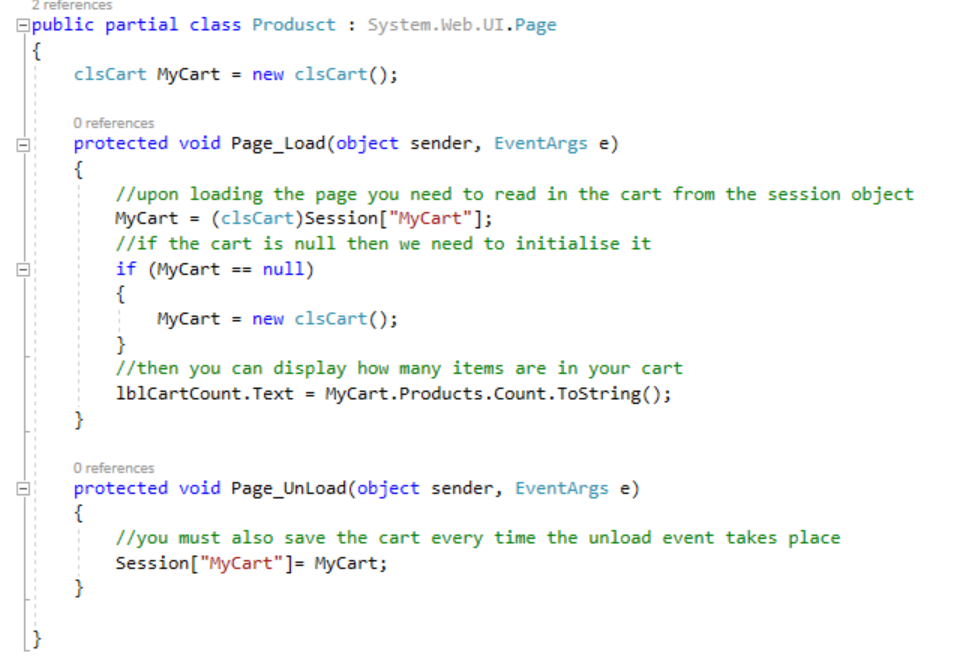 2 references
public partial class Produsct : System.Web.UI.Page
{
clsCart MyCart = new clsCart();
0 references
protected void Page_Load(object sender, EventArgs e)
{
//upon loading the page you need to read in the cart from the session object
MyCart = (clsCart)Session["MyCart"];
//if the cart is null then we need to initialise it
if (MyCart == null)
{
MyCart = new clsCart();
}
//then you can display how many items are in your cart
lblCartCount.Text = MyCart.Products.Count.ToString();
}
0 references
protected void Page_UnLoad(object sender, EventArgs e)
{
//you must also save the cart every time the unload event takes place
Session["MyCart"]= MyCart;
}
}